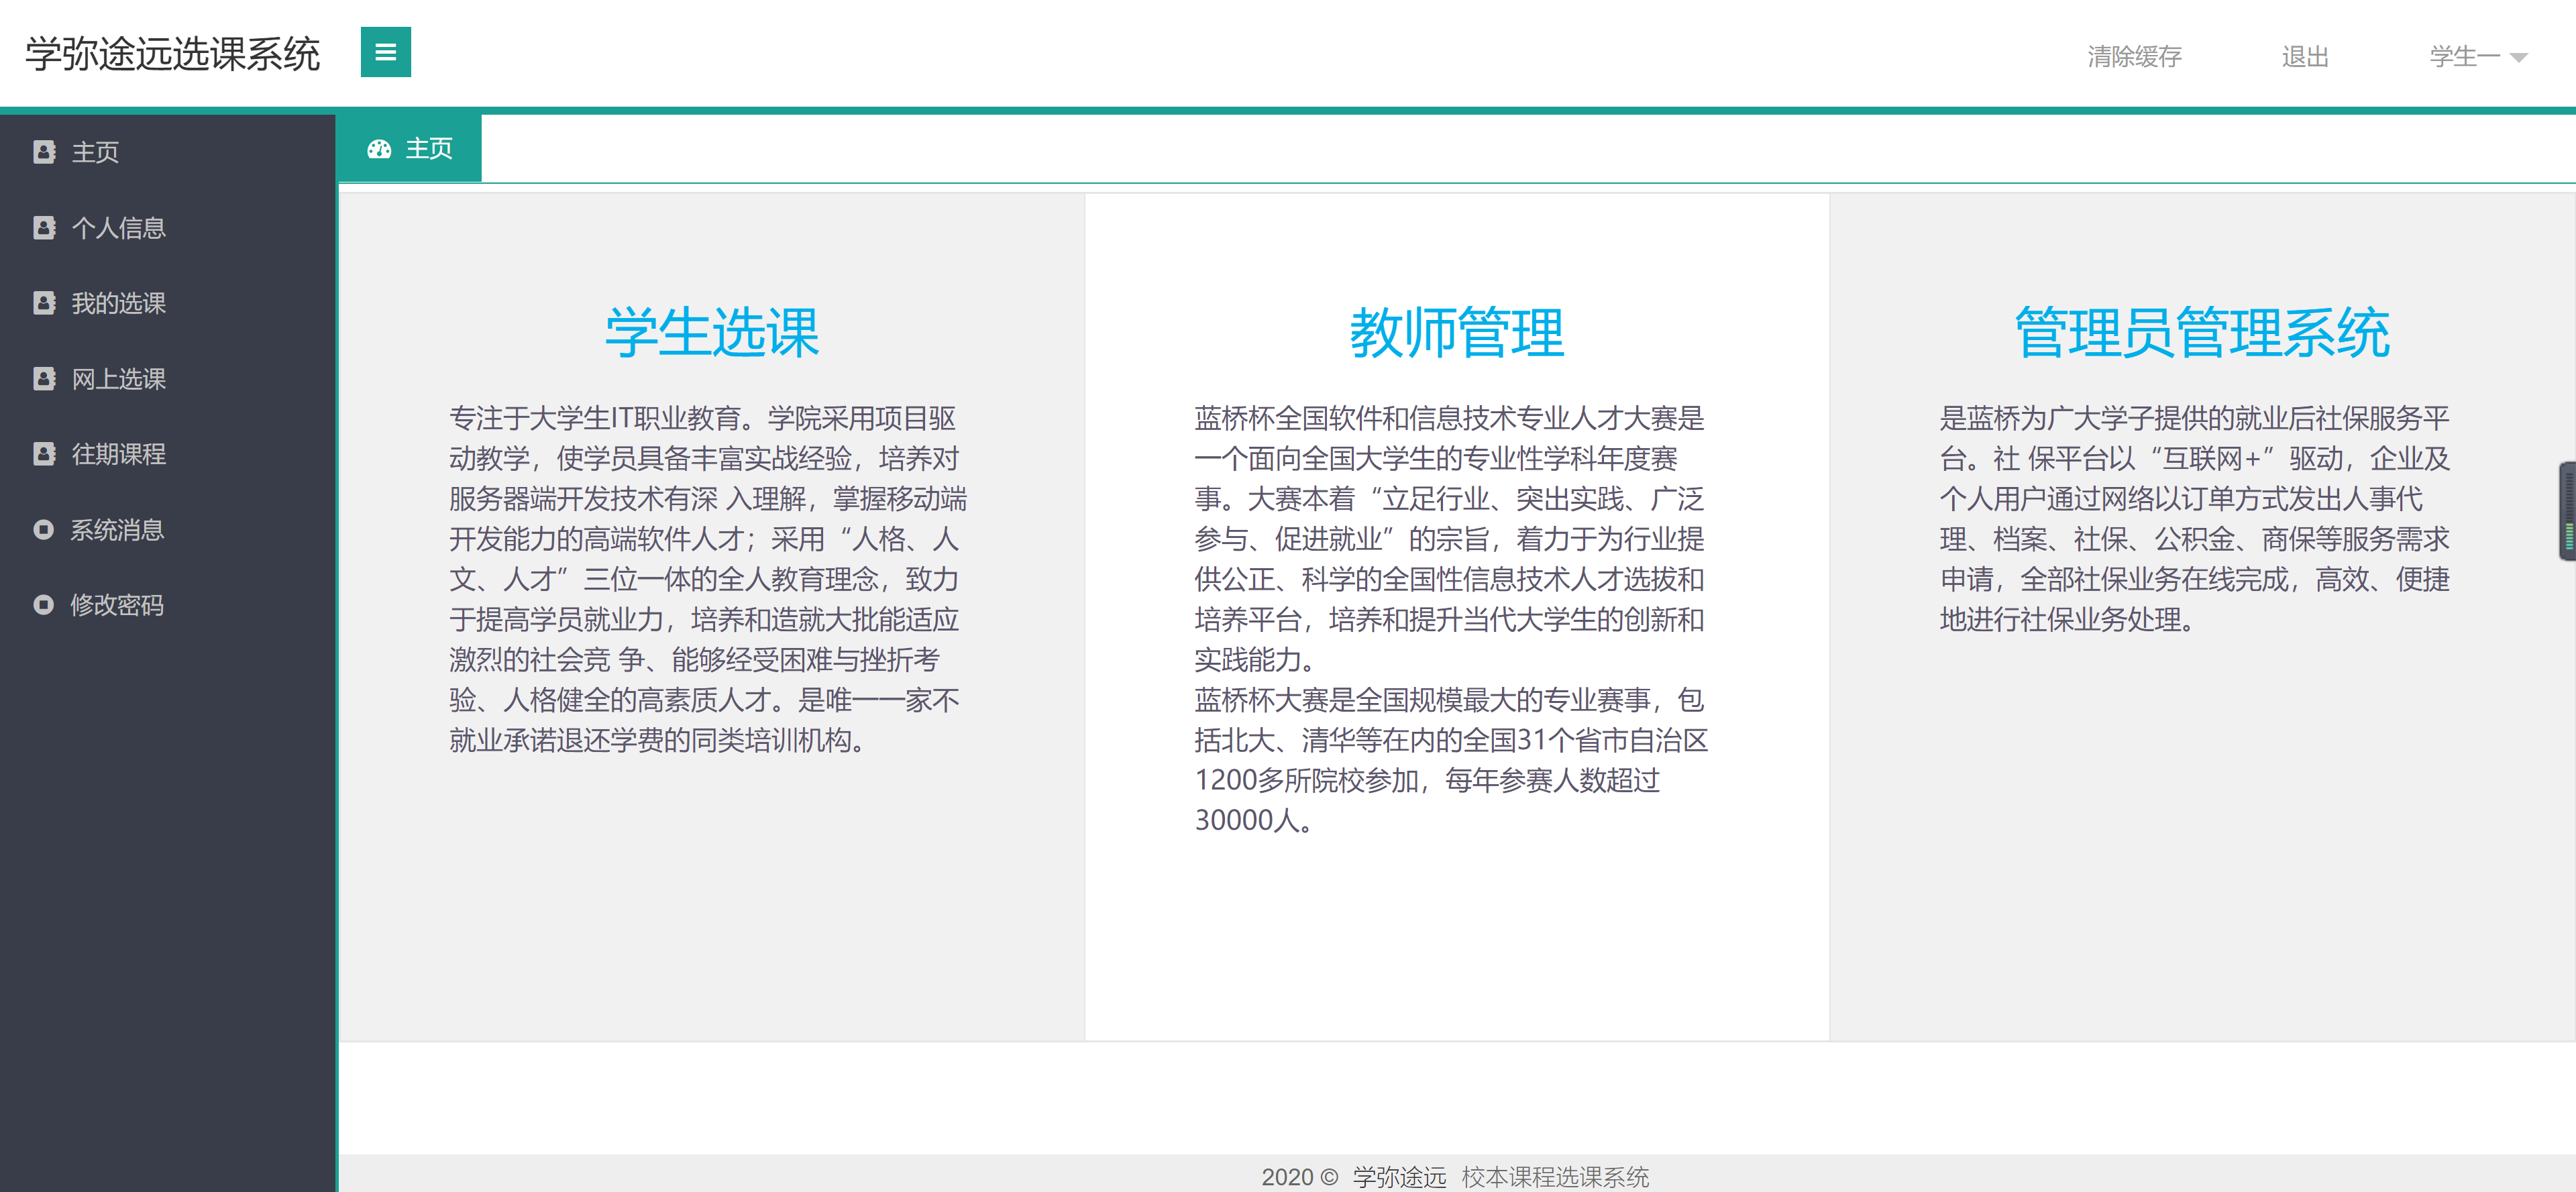 学弥途远选课系统
清除缓存
退出
学生一
主页
个人信息
我的选课
网上选课
往期课程
系统消息
修改密码
主页
学生选课
专注于大学生IT职业教育。学院采用项目驱
动教学，使学员具备丰富实战经验，培养对
服务器端开发技术有深 入理解，掌握移动端
开发能力的高端软件人才；采用“人格、人
文、人才”三位一体的全人教育理念，致力
于提高学员就业力，培养和造就大批能适应
激烈的社会竞 争、能够经受困难与挫折考
验、人格健全的高素质人才。是唯一一家不
就业承诺退还学费的同类培训机构。
教师管理
蓝桥杯全国软件和信息技术专业人才大赛是
一个面向全国大学生的专业性学科年度赛
事。大赛本着“立足行业、突出实践、广泛
参与、促进就业”的宗旨，着力于为行业提
供公正、科学的全国性信息技术人才选拔和
培养平台，培养和提升当代大学生的创新和
实践能力。
蓝桥杯大赛是全国规模最大的专业赛事，包
括北大、清华等在内的全国31个省市自治区
1200多所院校参加，每年参赛人数超过
30000人。
管理员管理系统
是蓝桥为广大学子提供的就业后社保服务平
台。社 保平台以“互联网+”驱动，企业及
个人用户通过网络以订单方式发出人事代
理、档案、社保、公积金、商保等服务需求
申请，全部社保业务在线完成，高效、便捷
地进行社保业务处理。
2020 © 学弥途远 校本课程选课系统